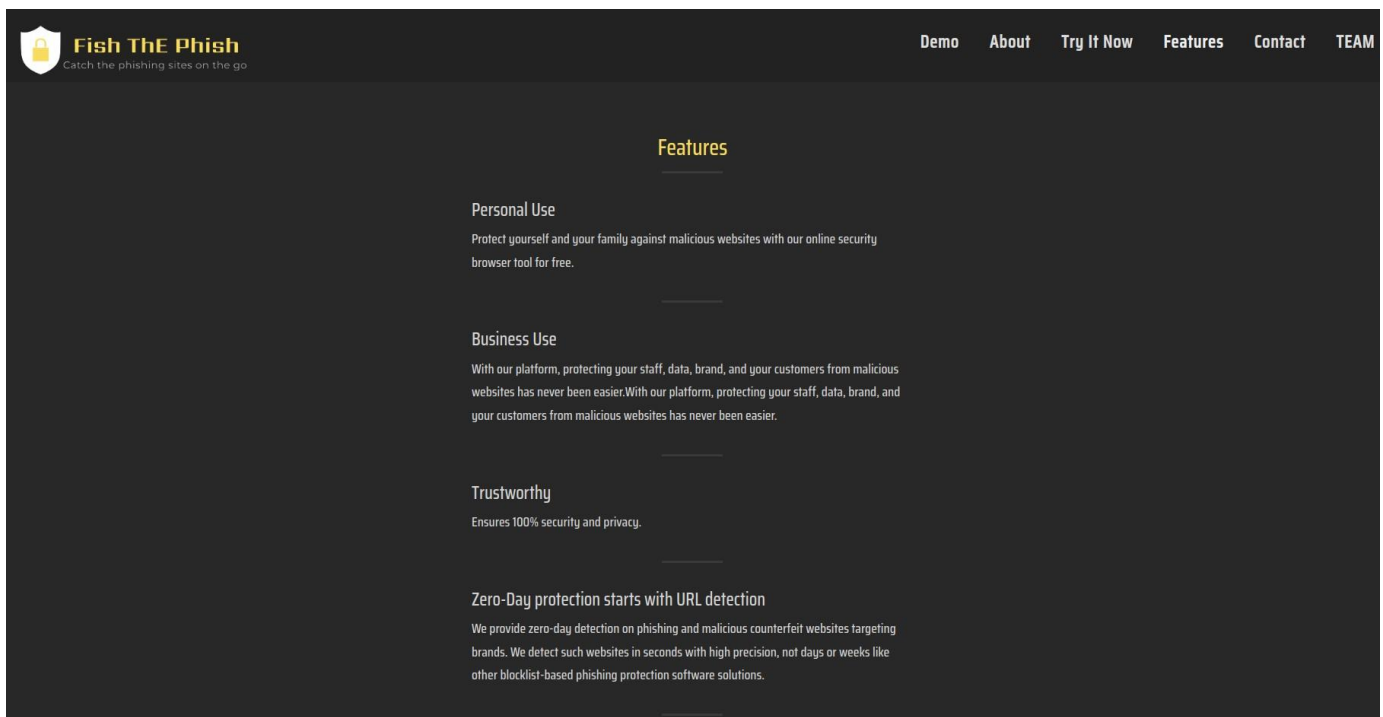 Fish ThE Phish
Catch the phishing sites on the go
Demo About Try It Now Features Contact TEAM
Features
Personal Use
Protect yourself and your family against malicious websites with our online security
browser tool for free.
Business Use
With our platform, protecting your staff, data, brand, and your customers from malicious
websites has never been easier.With our platform, protecting your staff, data, brand, and
your customers from malicious websites has never been easier.
Trustworthy
Ensures 100% security and privacy.
Zero-Day protection starts with URL detection
We provide zero-day detection on phishing and malicious counterfeit websites targeting
brands. We detect such websites in seconds with high precision, not days or weeks like
other blocklist-based phishing protection software solutions.